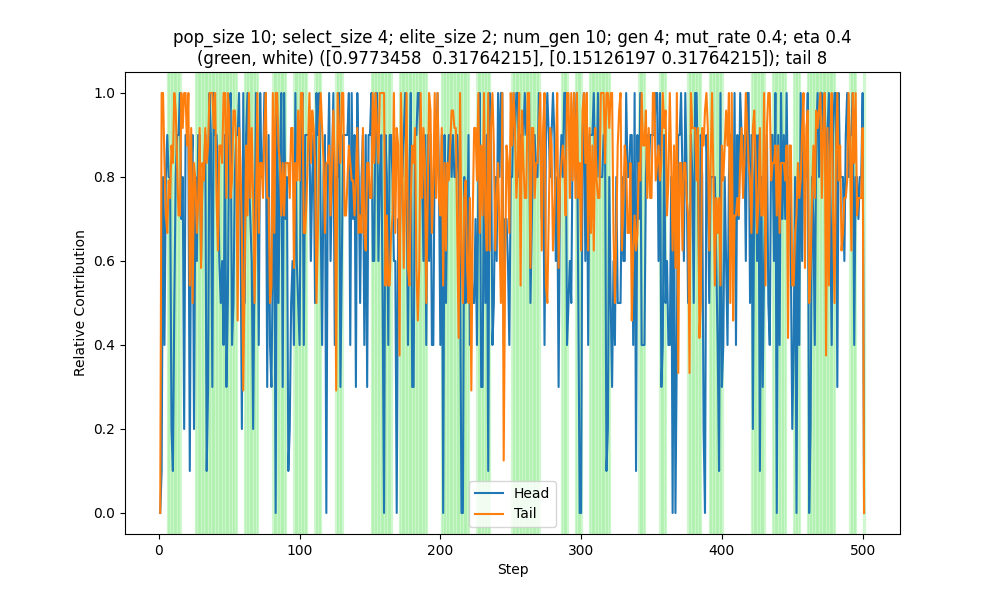 pop_size 10; select_size 4; elite_size 2; num_gen 10; gen 4; mut_rate 0.4; eta 0.4
(green, white) ([0.9773458  0.31764215], [0.15126197 0.31764215]); tail 8
1.0
0.8
0.6
0.4
0.2
0.0
Relative Contribution
Head
Tail
0
100
200
300
400
500
Step